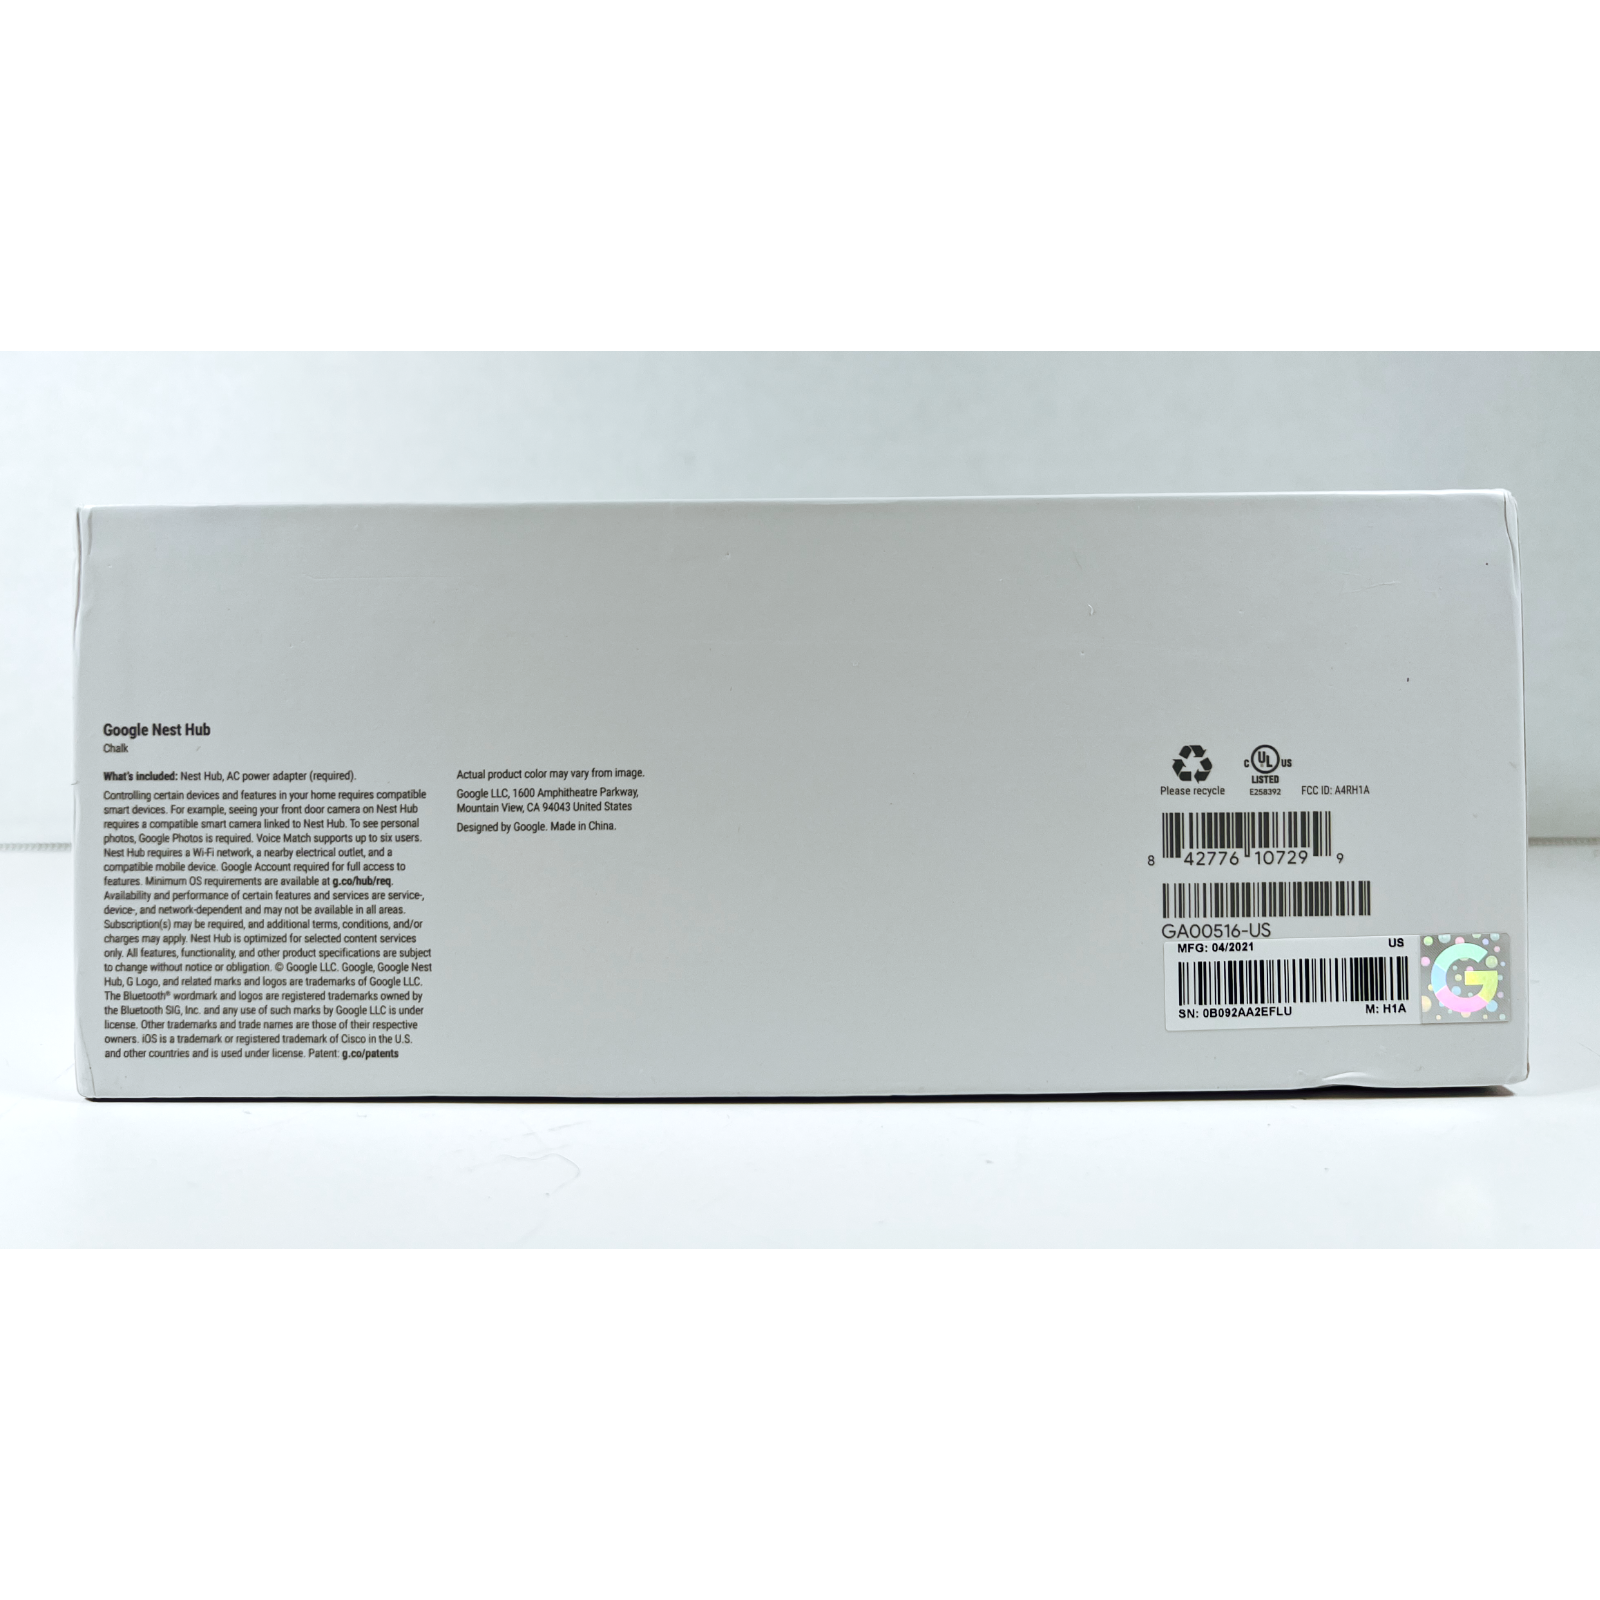 Google Nest Hub
Chalk
What's included: Nest Hub, AC power adapter (required).
Controlling certain devices and features in your home requires compatible
smart devices. For example, seeing your front door camera on Nest Hub
requires a compatible smart camera linked to Nest Hub. To see personal
photos, Google Photos is required. Voice Match supports up to six users.
Nest Hub requires a Wi-Fi network, a nearby electrical outlet, and a
compatible mobile device. Google Account required for full access to
features. Minimum OS requirements are available at g.co/hub/req.
Availability and performance of certain features and services are service-,
device-, and network-dependent and may not be available in all areas.
Subscription(s) may be required, and additional terms, conditions, and/or
charges may apply. Nest Hub is optimized for selected content services
only. All features, functionality, and other product specifications are subject
to change without notice or obligation. © Google LLC. Google, Google Nest
Hub, G Logo, and related marks and logos are trademarks of Google LLC.
The Bluetooth® wordmark and logos are registered trademarks owned by
the Bluetooth SIG, Inc. and any use of such marks by Google LLC is under
license. Other trademarks and trade names are those of their respective
owners. iOS is a trademark or registered trademark of Cisco in the U.S.
and other countries and is used under license. Patent: g.co/patents
Actual product color may vary from image.
Google LLC, 1600 Amphitheatre Parkway,
Mountain View, CA 94043 United States
Designed by Google. Made in China.
Please recycle
C UL US
LISTED
E258392
FCC ID: A4RH1A
8 42776 10729 9
GA00516-US
MFG: 04/2021 US
SN: 0B092AA2EFLU M: H1A
G